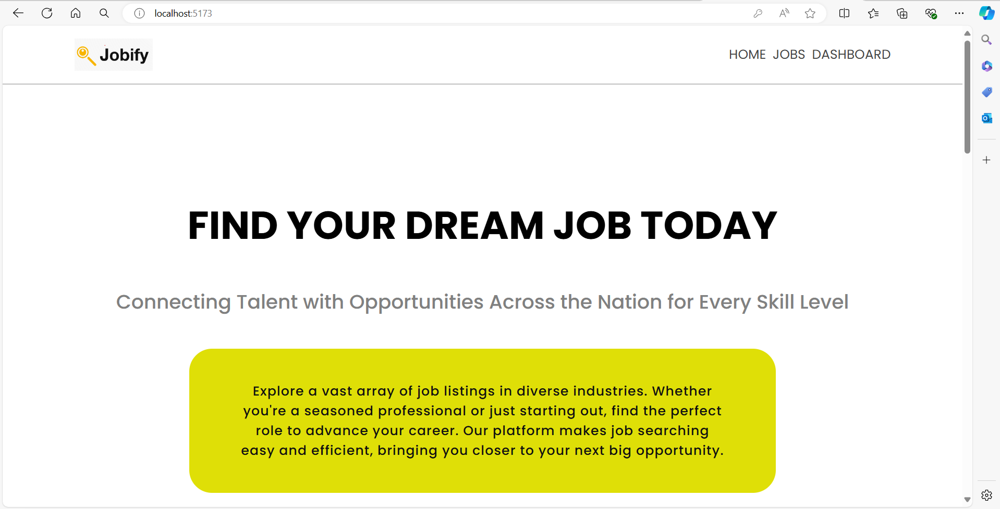 localhost:5173
Jobify
HOME JOBS DASHBOARD
FIND YOUR DREAM JOB TODAY
Connecting Talent with Opportunities Across the Nation for Every Skill Level
Explore a vast array of job listings in diverse industries. Whether
you're a seasoned professional or just starting out, find the perfect
role to advance your career. Our platform makes job searching
easy and efficient, bringing you closer to your next big opportunity.